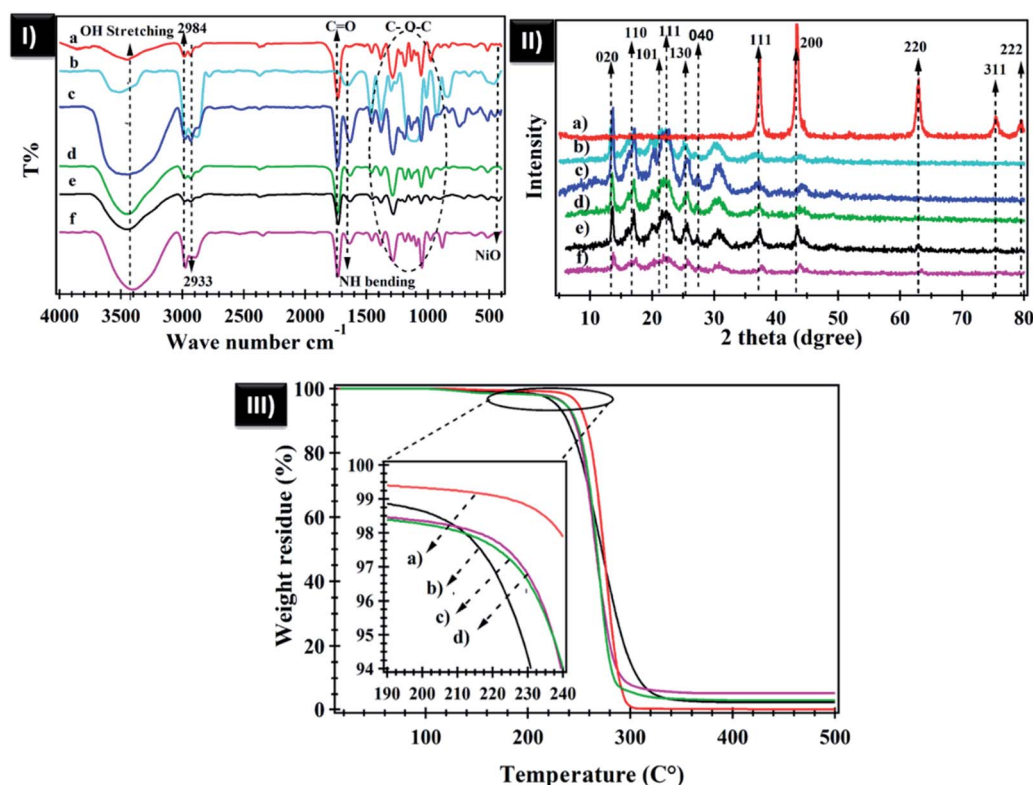 I)
OH Stretching 2984 C=O C- O-C
a
b
c
d
e
f
2933 NH bending NiO
T%
4000 3500 3000 2500 2000 1500 1000 400
Wave number cm-1
II)
020 110 101 111 130 040 111 200 220 311 222
a)
b)
c)
d)
e)
f)
Intensity
10 20 30 40 50 60 70 80
2 theta (dgree)
III)
100
80
60
40
20
0
Weight residue (%)
100
99
98
97
96
95
94
a)
b)
c)
d)
190 200 210 220 230 240
0 100 200 300 400 500
Temperature (C°)